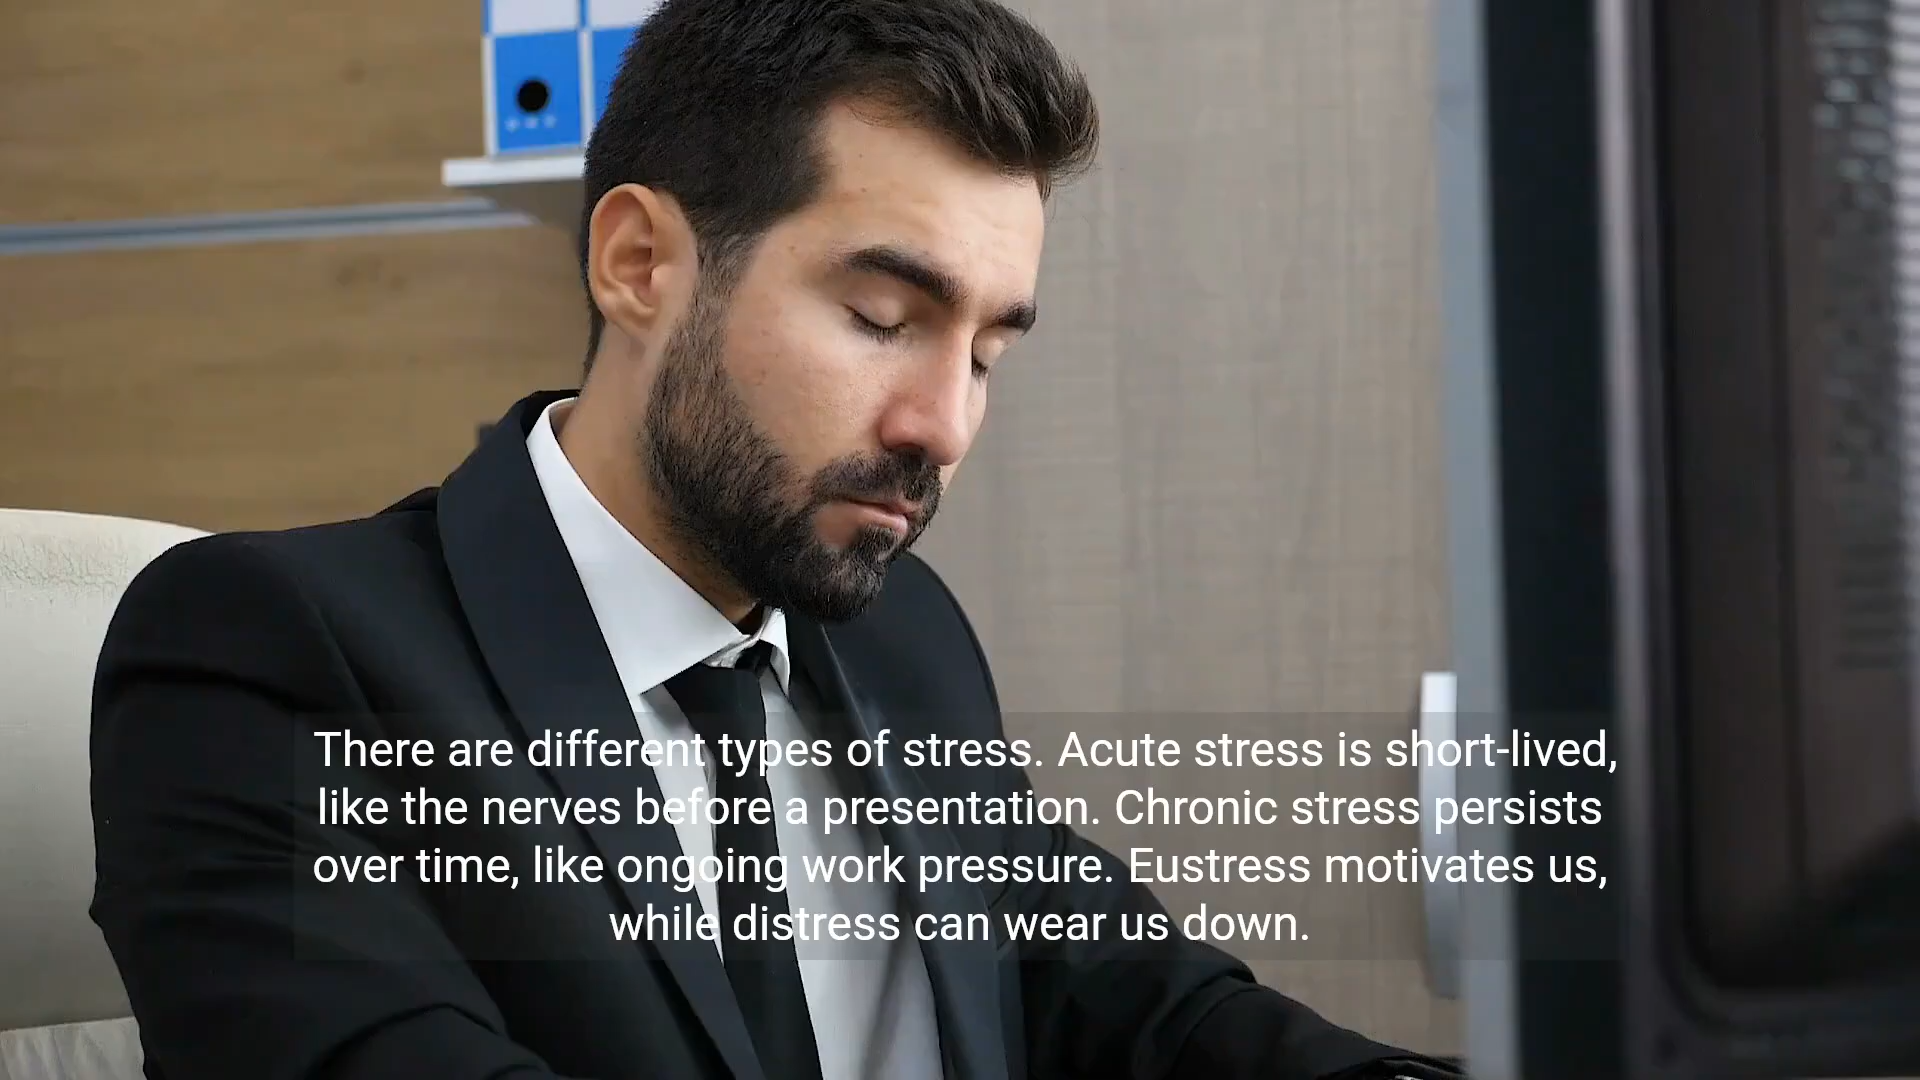 There are different types of stress. Acute stress is short-lived,
like the nerves before a presentation. Chronic stress persists
over time, like ongoing work pressure. Eustress motivates us,
while distress can wear us down.